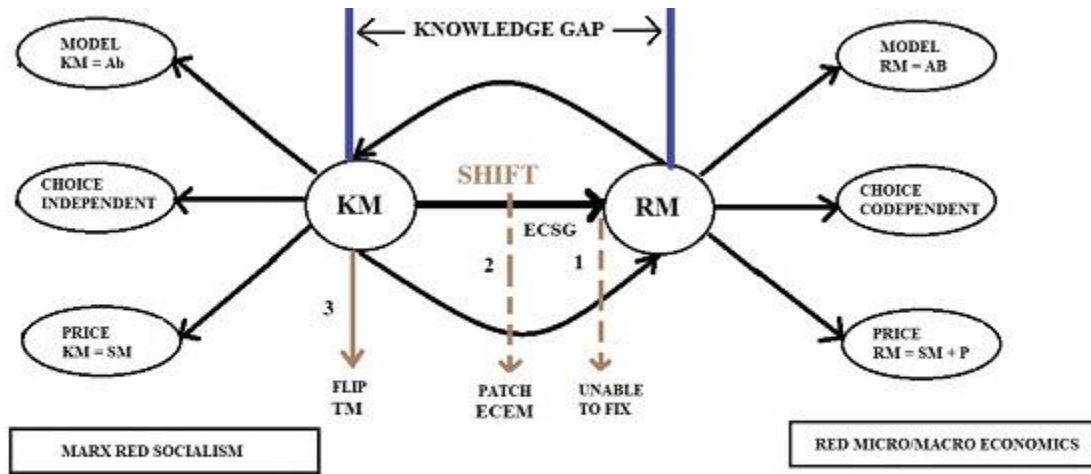 KNOWLEDGE GAP
MODEL
KM = Ab
MODEL
RM = AB
CHOICE
INDEPENDENT
KM
SHIFT
ECSG
RM
CHOICE
CODEPENDENT
3
2
1
PRICE
KM = SM
PRICE
RM = SM + P
FLIP
TM
PATCH
ECEM
UNABLE
TO FIX
MARX RED SOCIALISM
RED MICRO/MACRO ECONOMICS